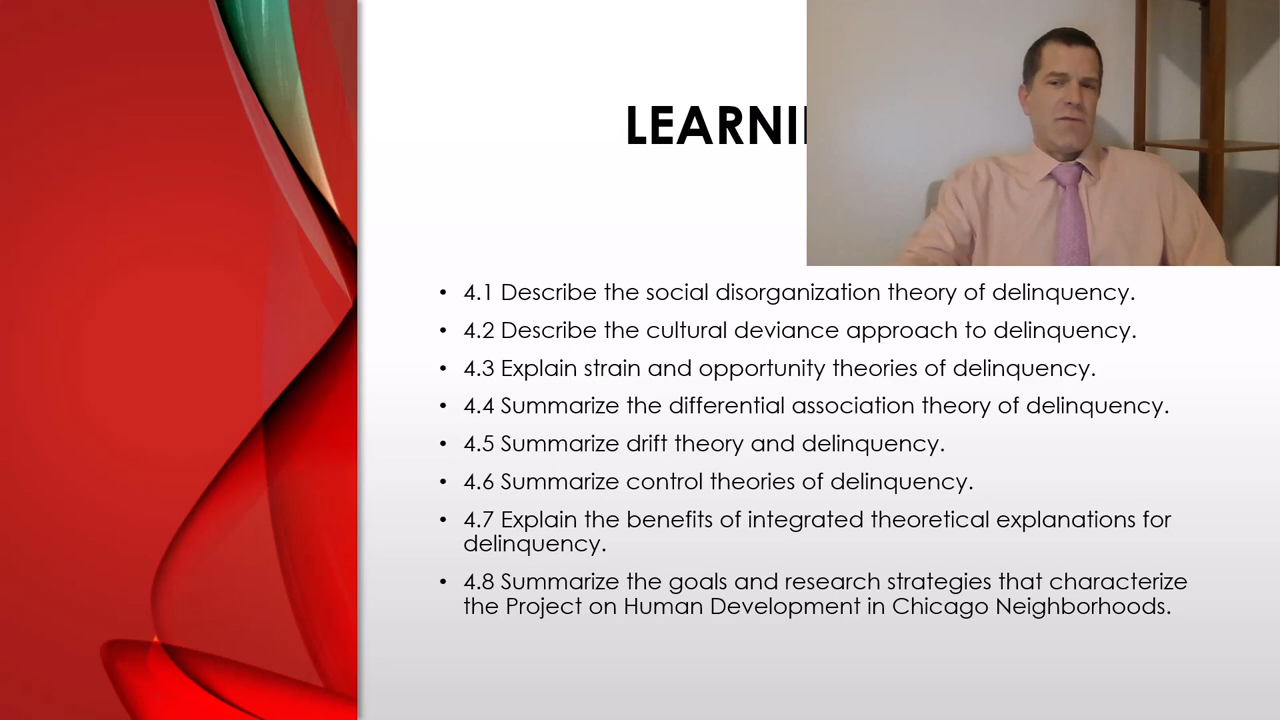 LEARNI
• 4.1 Describe the social disorganization theory of delinquency.
• 4.2 Describe the cultural deviance approach to delinquency.
• 4.3 Explain strain and opportunity theories of delinquency.
• 4.4 Summarize the differential association theory of delinquency.
• 4.5 Summarize drift theory and delinquency.
• 4.6 Summarize control theories of delinquency.
• 4.7 Explain the benefits of integrated theoretical explanations for
delinquency.
• 4.8 Summarize the goals and research strategies that characterize
the Project on Human Development in Chicago Neighborhoods.